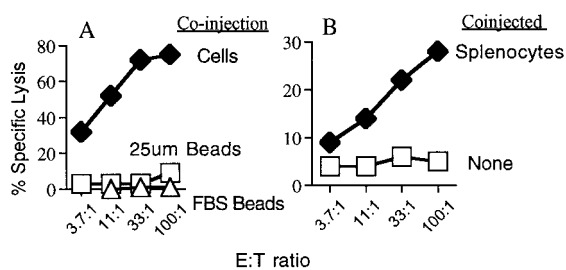 A
Co-injection
% Specific Lysis
80
60
40
20
0
Cells
25um Beads
FBS Beads
3.7:1
11:1
33:1
100:1
B
Coinjected
30
20
10
0
Splenocytes
None
3.7:1
11:1
33:1
100:1
E:T ratio